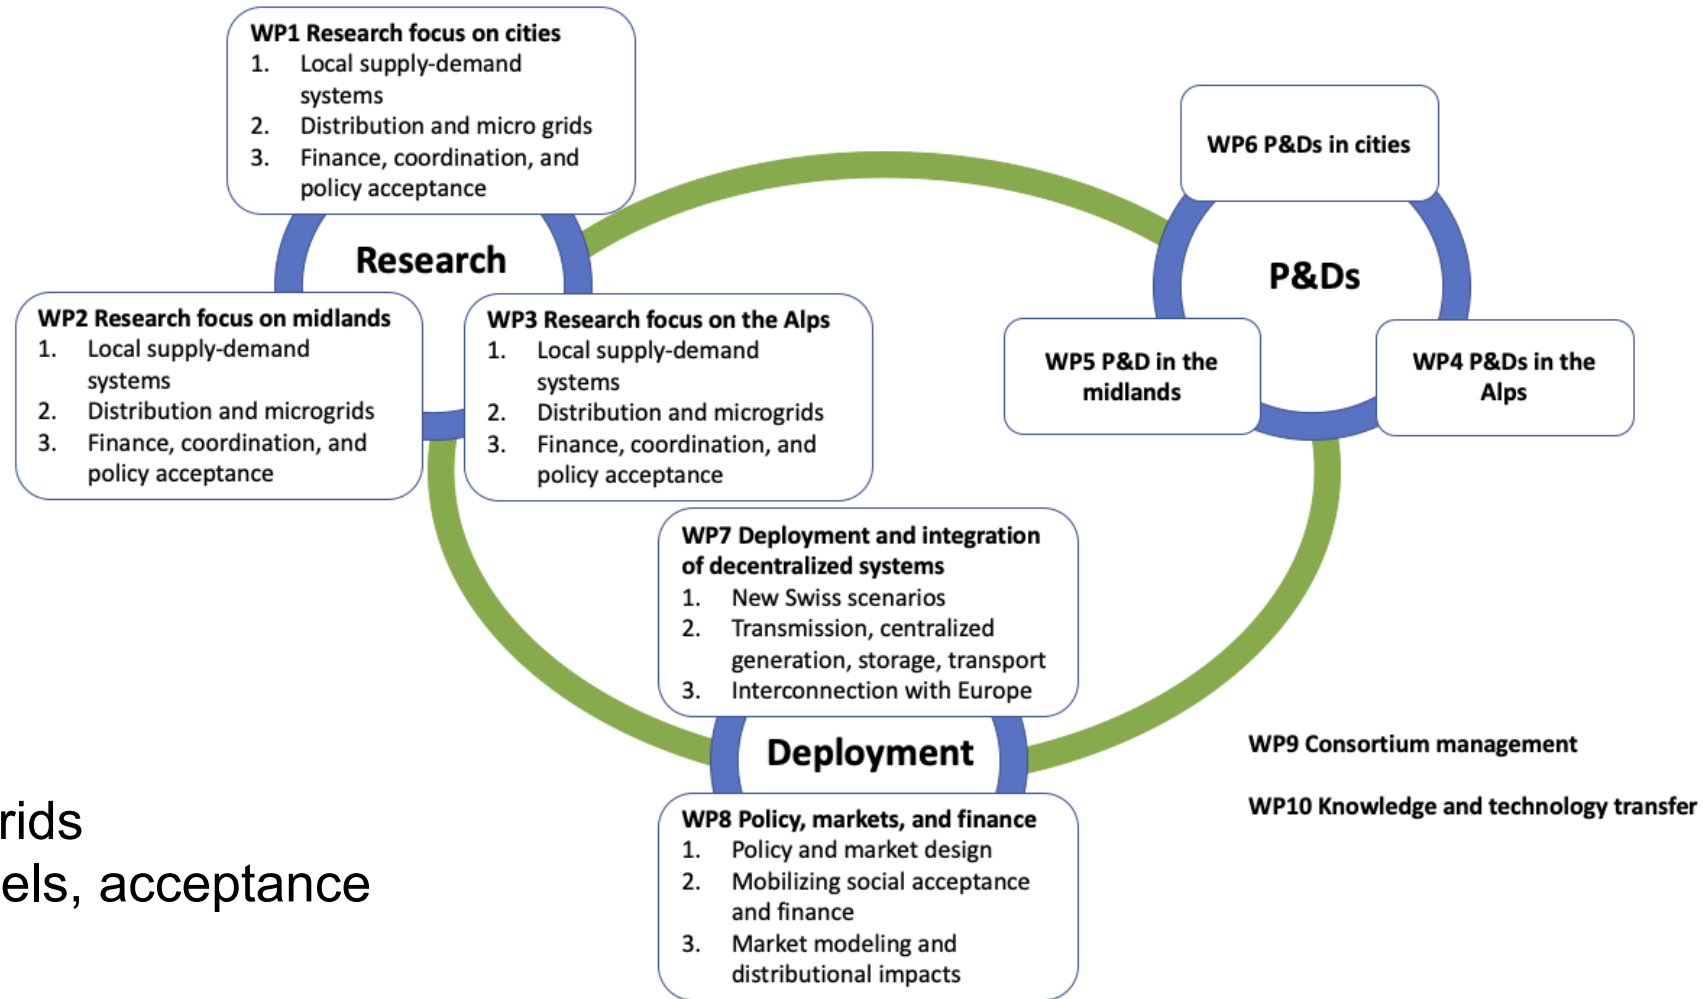 WP1 Research focus on cities
1. Local supply-demand
systems
2. Distribution and micro grids
3. Finance, coordination, and
policy acceptance
Research
WP2 Research focus on midlands
1. Local supply-demand
systems
2. Distribution and microgrids
3. Finance, coordination, and
policy acceptance
WP3 Research focus on the Alps
1. Local supply-demand
systems
2. Distribution and microgrids
3. Finance, coordination, and
policy acceptance
WP6 P&Ds in cities
P&Ds
WP5 P&D in the
midlands
WP4 P&Ds in the
Alps
WP7 Deployment and integration
of decentralized systems
1. New Swiss scenarios
2. Transmission, centralized
generation, storage, transport
3. Interconnection with Europe
Deployment
WP8 Policy, markets, and finance
1. Policy and market design
2. Mobilizing social acceptance
and finance
3. Market modeling and
distributional impacts
WP9 Consortium management
WP10 Knowledge and technology transfer
rids
els, acceptance